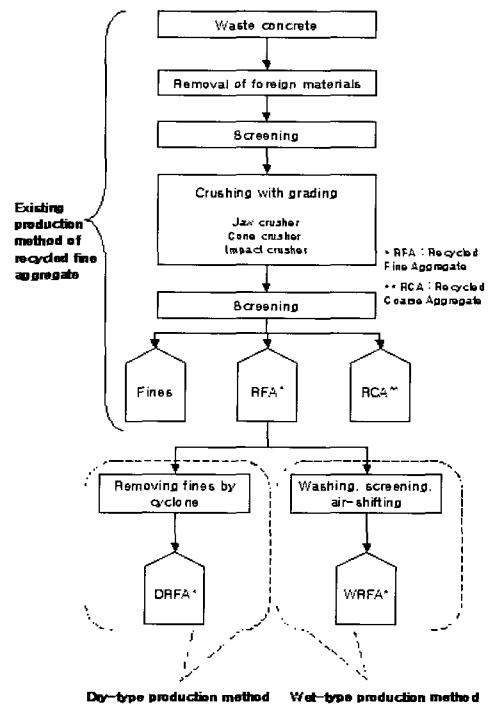 Waste concrete
Removal of foreign materials
Screening
Crushing with grading
Jaw crusher
Cone crusher
Impact crusher
Existing
production
method of
recycled fine
aggregate
* RFA : Recycled
Fine Aggregate
** RCA : Recycled
Coarse Aggregate
Screening
Fines
RFA*
RCA**
Removing fines by
cyclone
Washing, screening,
air-shifting
DRFA*
WRFA*
Dry-type production method
Wet-type production method